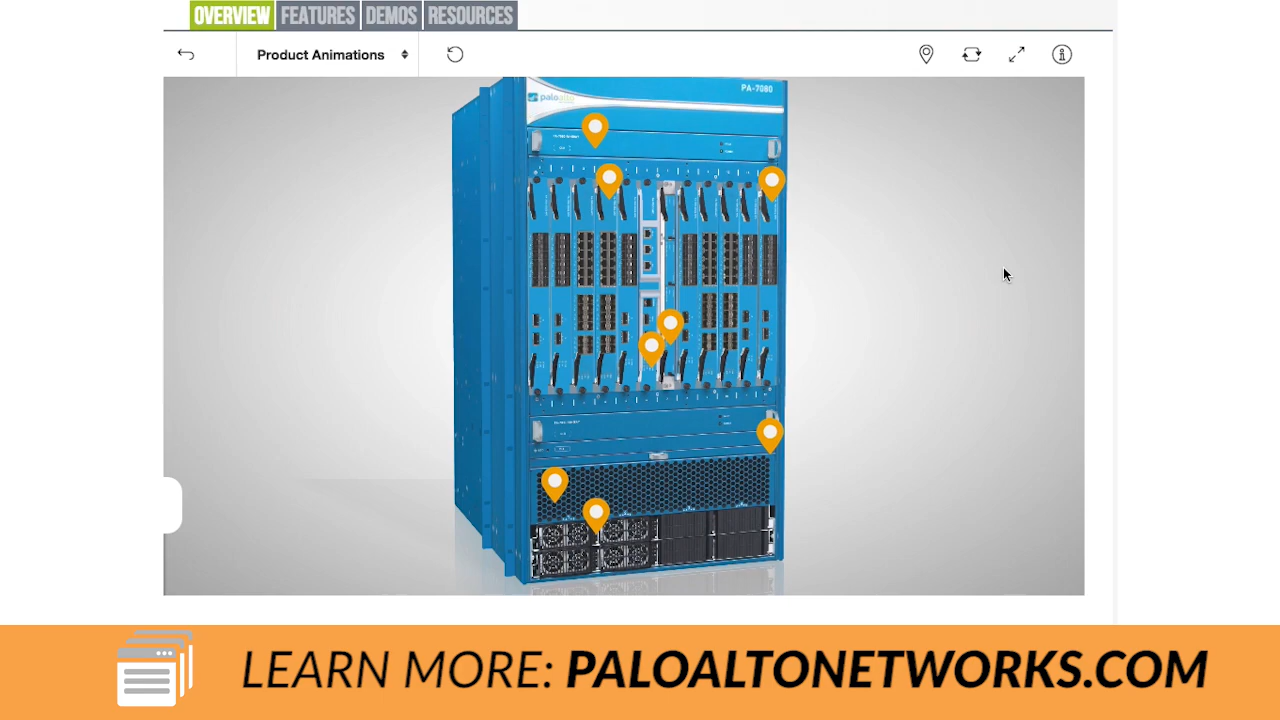 OVERVIEW FEATURES DEMOS RESOURCES
Product Animations
paloalto
PA-7080
LEARN MORE: PALOALTONETWORKS.COM